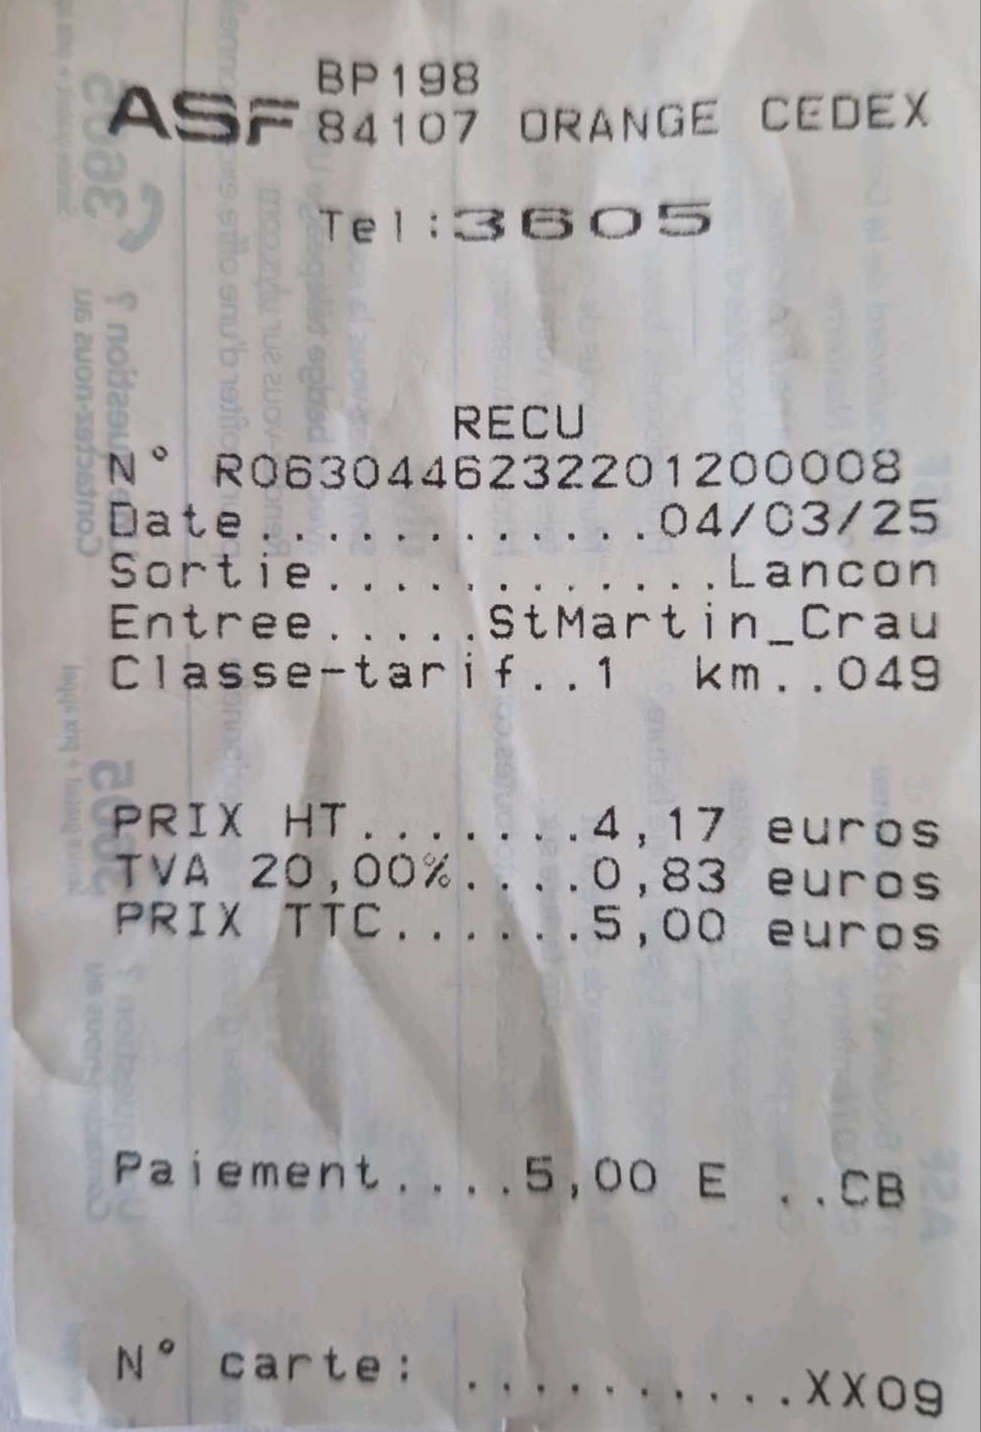 ASF BP198
84107 ORANGE CEDEX
Tel:3605
RECU
N° R0630446232201200008
Date.............04/03/25
Sortie............Lancon
Entree.....StMartin_Crau
Classe-tarif..1 km..049
PRIX HT.......4,17 euros
TVA 20,00%....0,83 euros
PRIX TTC......5,00 euros
Paiement....5,00 E ..CB
N° carte: ..........XX09